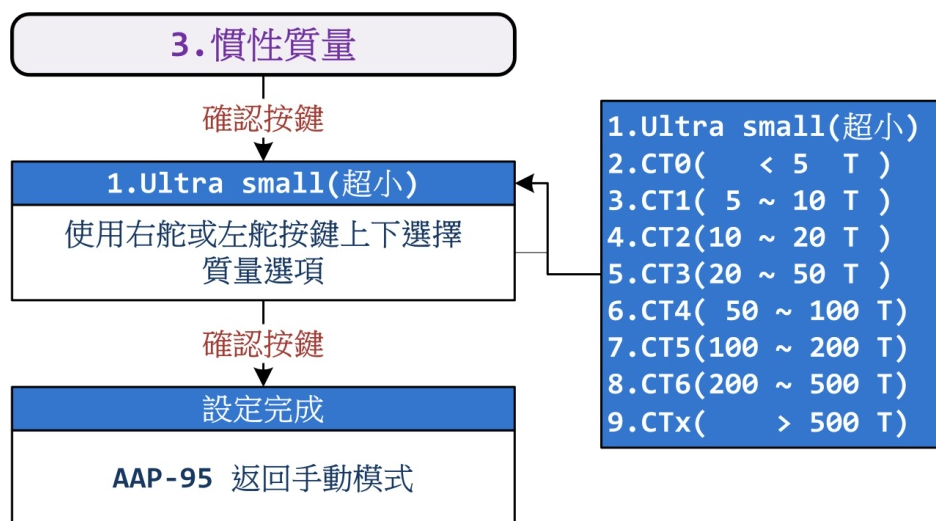 3.慣性質量
確認按鍵
1.Ultra small(超小)
使用右舵或左舵按鍵上下選擇
質量選項
確認按鍵
設定完成
AAP-95 返回手動模式
1.Ultra small(超小)
2.CT0(   < 5  T )
3.CT1( 5 ~ 10 T )
4.CT2(10 ~ 20 T )
5.CT3(20 ~ 50 T )
6.CT4( 50 ~ 100 T)
7.CT5(100 ~ 200 T)
8.CT6(200 ~ 500 T)
9.CTx(    > 500 T)